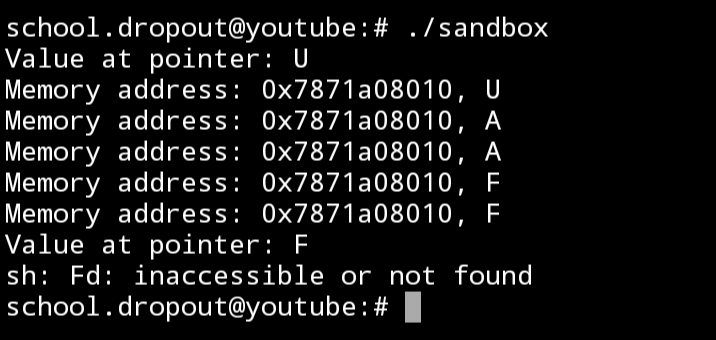 school.dropout@youtube:# ./sandbox
Value at pointer: U
Memory address: 0x7871a08010, U
Memory address: 0x7871a08010, A
Memory address: 0x7871a08010, A
Memory address: 0x7871a08010, F
Memory address: 0x7871a08010, F
Value at pointer: F
sh: Fd: inaccessible or not found
school.dropout@youtube:#